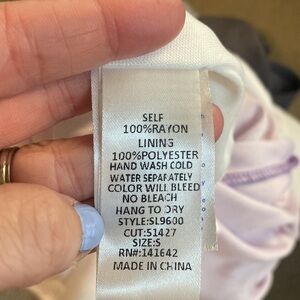 SELF
100%RAYON
LINING
100%POLYESTER
HAND WASH COLD
WATER SEPAFATELY
COLOR WILL BLEED
NO BLEACH
HANG TO DRY
STYLE:SL9600
CUT:51427
SIZE:S
RN#:141642
MADE IN CHINA